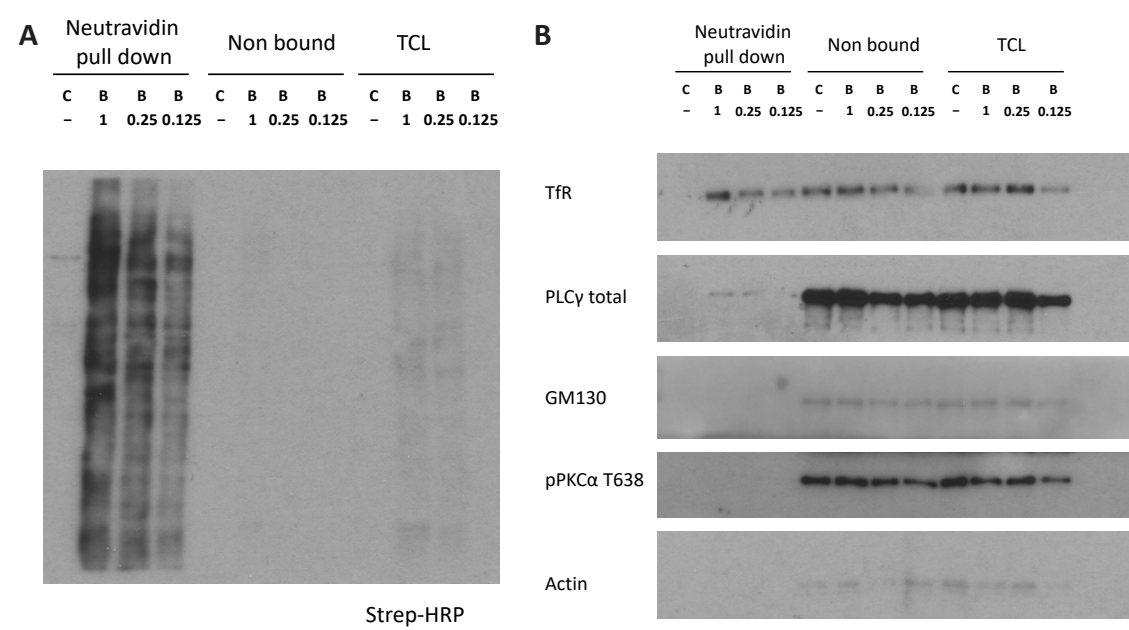 A
Neutravidin
pull down
Non bound
TCL
C B B B C B B B C B B B
– 1 0.25 0.125 – 1 0.25 0.125 – 1 0.25 0.125
Strep-HRP
B
Neutravidin
pull down
Non bound
TCL
C B B B C B B B C B B B
– 1 0.25 0.125 – 1 0.25 0.125 – 1 0.25 0.125
TfR
PLCγ total
GM130
pPKCα T638
Actin